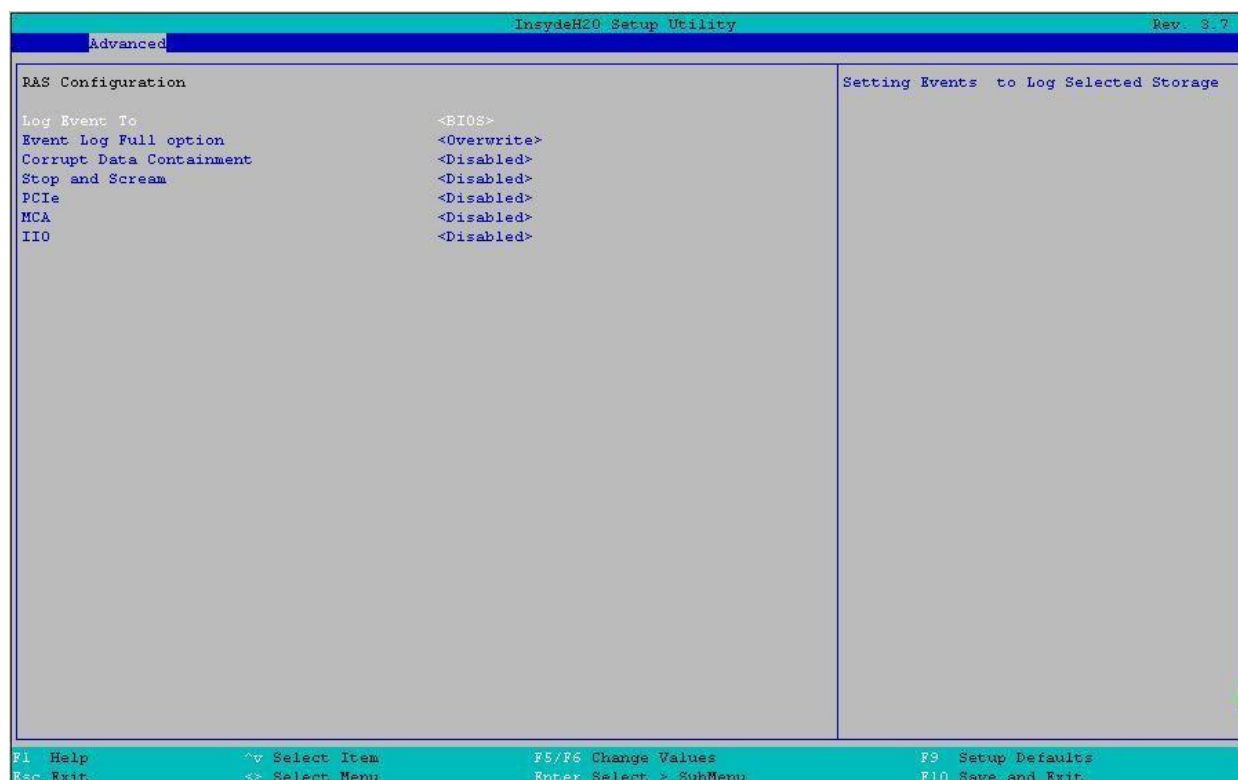 InsydeH20 Setup Utility Rev. 3.7
Advanced
RAS Configuration
Setting Events to Log Selected Storage
Log Event To <BIOS>
Event Log Full option <Overwrite>
Corrupt Data Containment <Disabled>
Stop and Scream <Disabled>
PCIe <Disabled>
MCA <Disabled>
IIO <Disabled>
F1 Help ^v Select Item F5/F6 Change Values F9 Setup Defaults
Esc Exit <> Select Menu Enter Select > SubMenu F10 Save and Exit